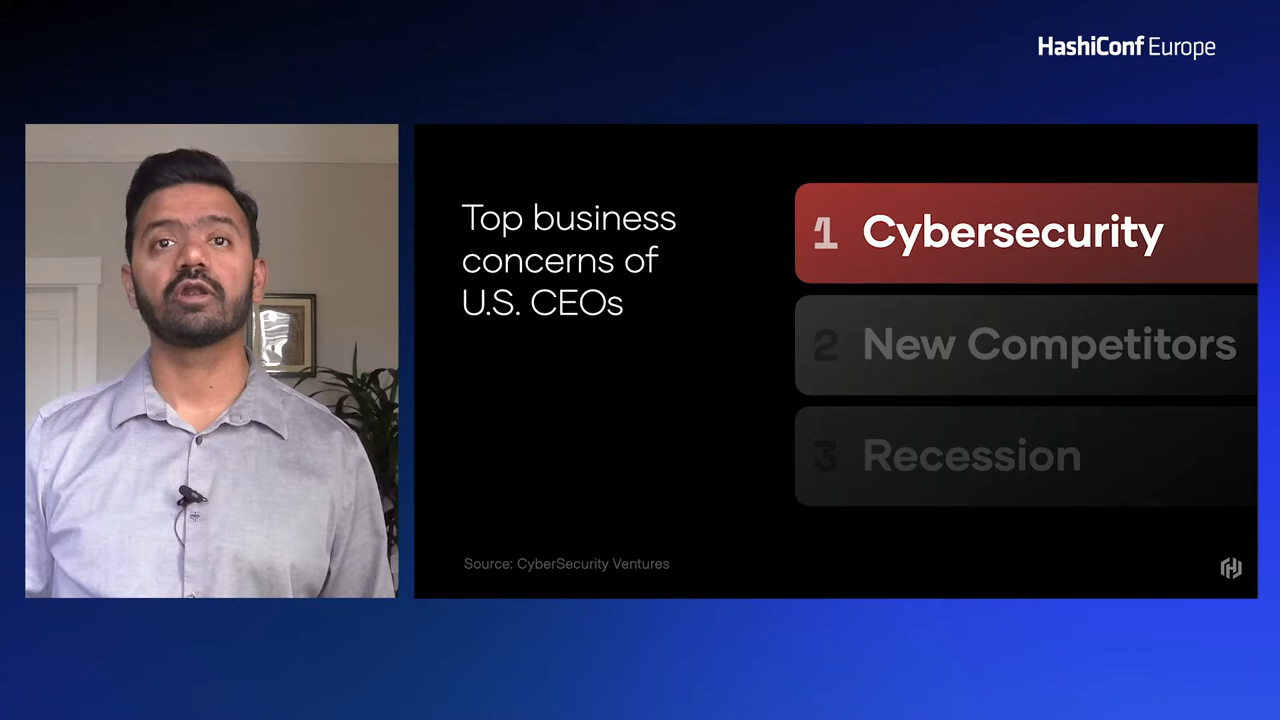 HashiConf Europe
Top business
concerns of
U.S. CEOs
1 Cybersecurity
2 New Competitors
3 Recession
Source: CyberSecurity Ventures